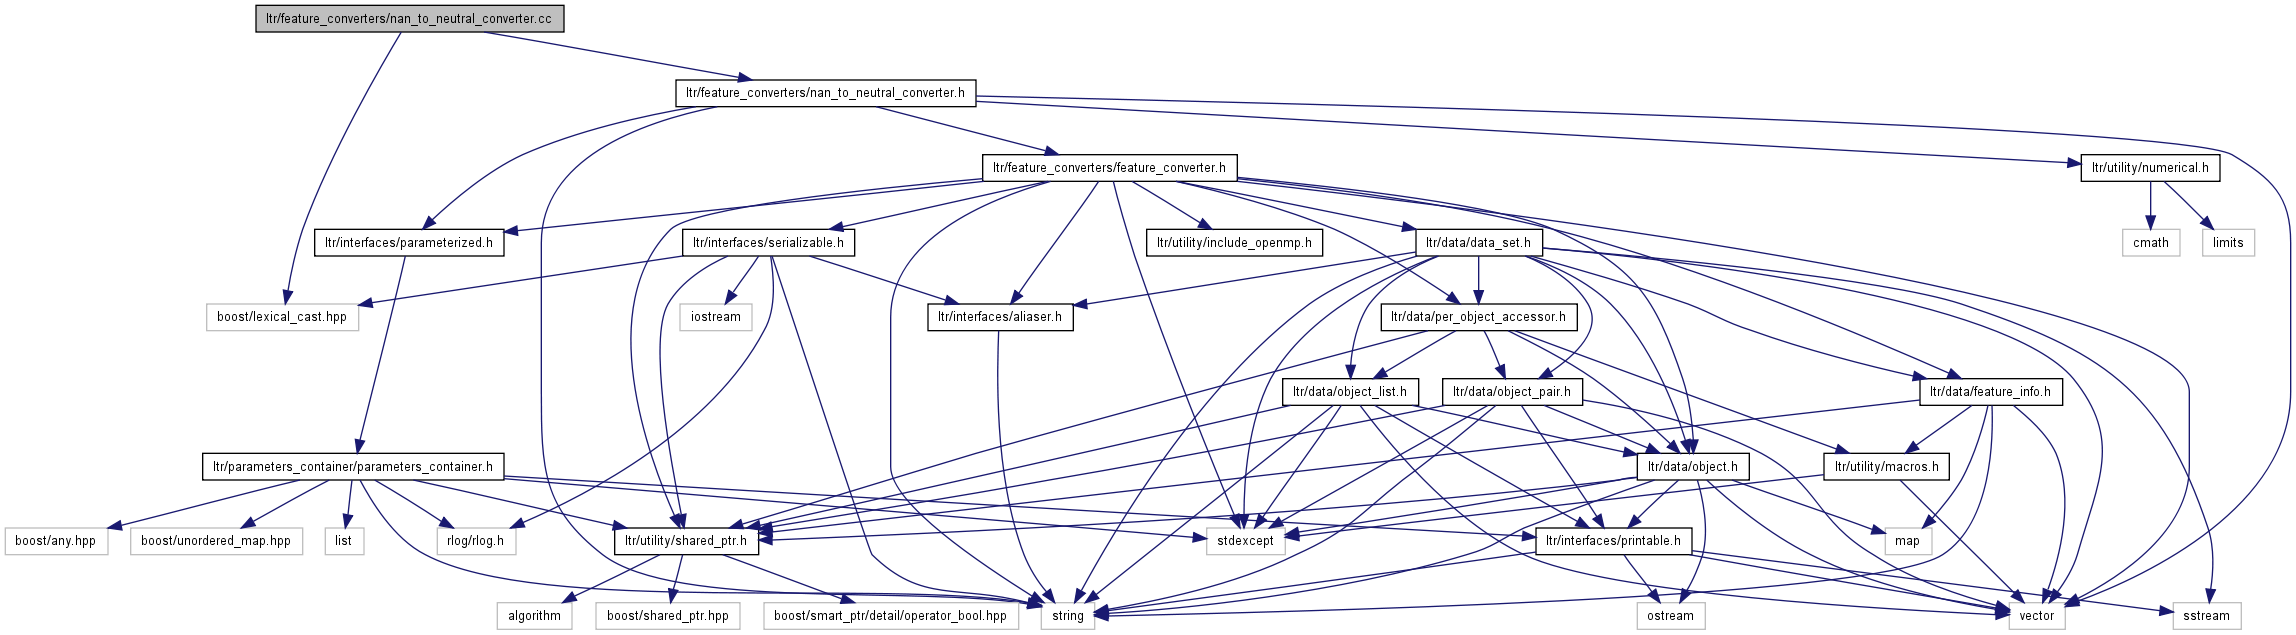 ltr/feature_converters/nan_to_neutral_converter.cc
ltr/feature_converters/nan_to_neutral_converter.h
ltr/feature_converters/feature_converter.h
ltr/utility/numerical.h
ltr/interfaces/parameterized.h
ltr/interfaces/serializable.h
ltr/utility/include_openmp.h
ltr/data/data_set.h
cmath
limits
boost/lexical_cast.hpp
iostream
ltr/interfaces/aliaser.h
ltr/data/per_object_accessor.h
ltr/data/object_list.h
ltr/data/object_pair.h
ltr/data/feature_info.h
ltr/parameters_container/parameters_container.h
ltr/data/object.h
ltr/utility/macros.h
boost/any.hpp
boost/unordered_map.hpp
list
rlog/rlog.h
ltr/utility/shared_ptr.h
stdexcept
ltr/interfaces/printable.h
map
algorithm
boost/shared_ptr.hpp
boost/smart_ptr/detail/operator_bool.hpp
string
ostream
vector
sstream